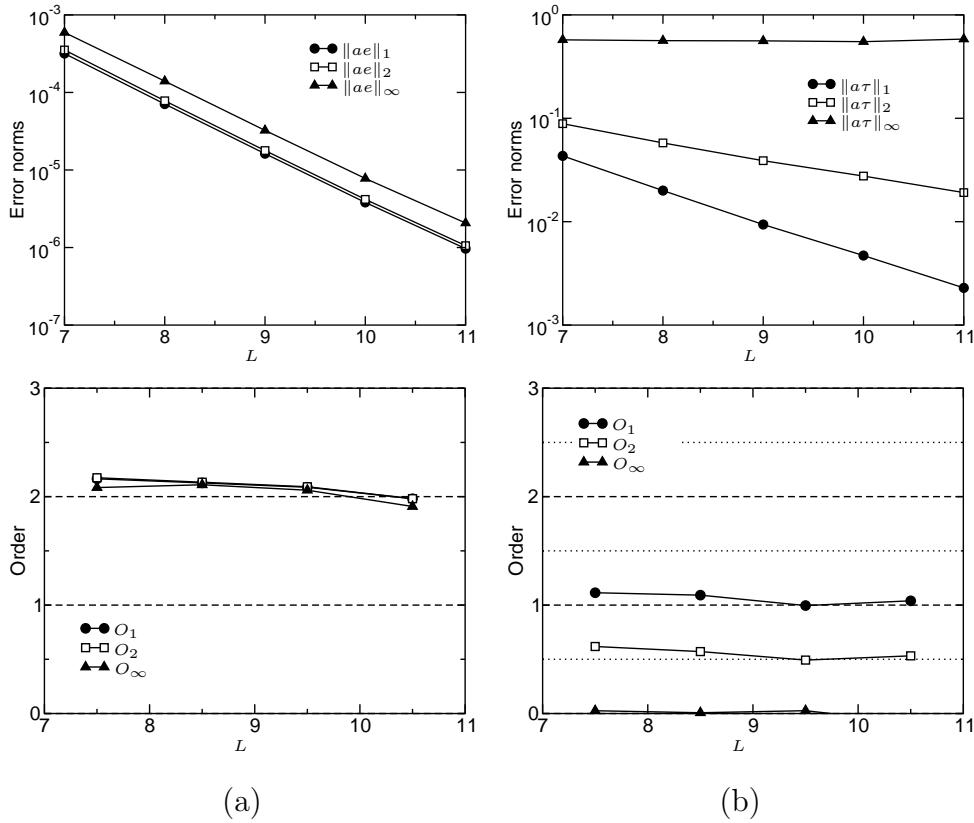 10^-3
10^-4
10^-5
10^-6
10^-7
Error norms
‖ae‖_1
‖ae‖_2
‖ae‖_∞
7 8 9 10 11
L
10^0
10^-1
10^-2
10^-3
Error norms
‖aτ‖_1
‖aτ‖_2
‖aτ‖_∞
7 8 9 10 11
L
3
2
1
0
Order
O_1
O_2
O_∞
7 8 9 10 11
L
3
2
1
0
Order
O_1
O_2
O_∞
7 8 9 10 11
L
(a) (b)